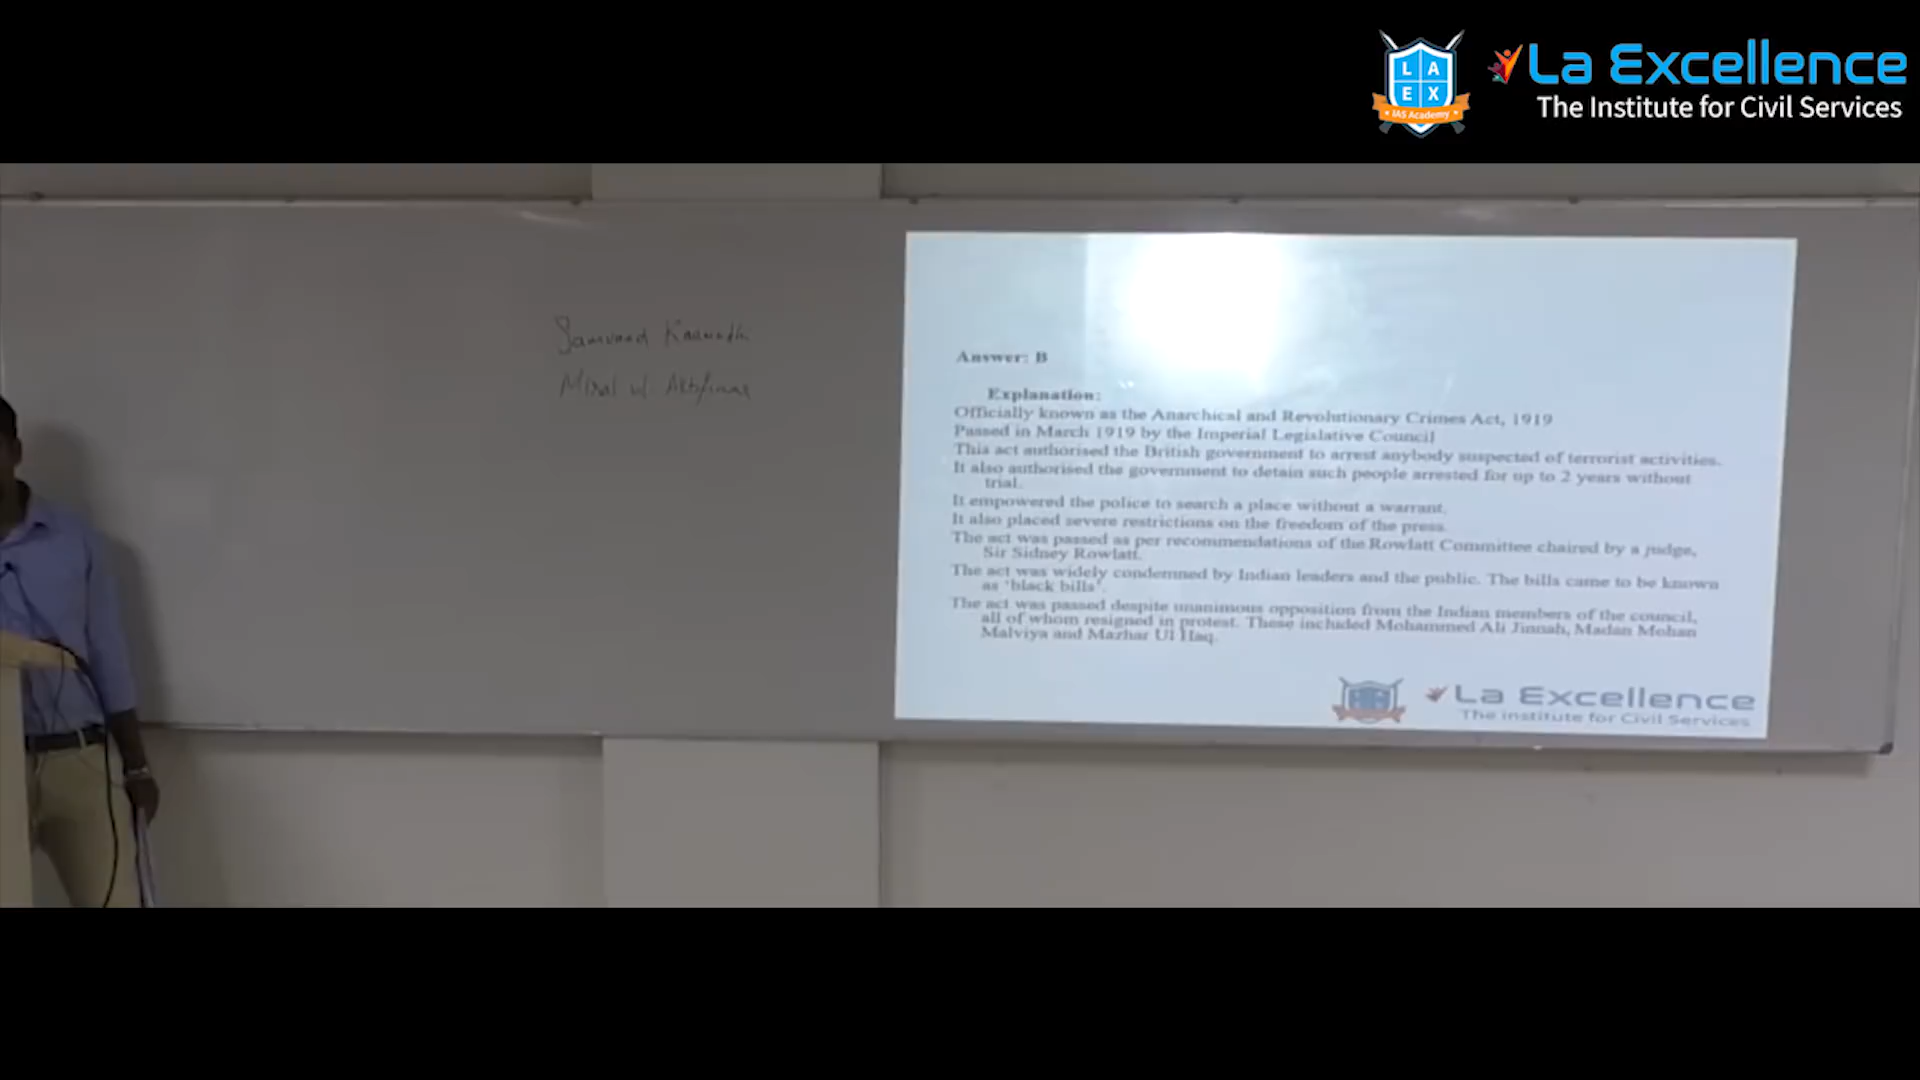 L A
E X
IAS Academy
La Excellence
The Institute for Civil Services
Answer: B
Explanation:
Officially known as the Anarchical and Revolutionary Crimes Act, 1919
Passed in March 1919 by the Imperial Legislative Council
This act authorised the British government to arrest anybody suspected of terrorist activities.
It also authorised the government to detain such people arrested for up to 2 years without
trial.
It empowered the police to search a place without a warrant.
It also placed severe restrictions on the freedom of the press.
The act was passed as per recommendations of the Rowlatt Committee chaired by a judge,
Sir Sidney Rowlatt.
The act was widely condemned by Indian leaders and the public. The bills came to be known
as 'black bills'.
The act was passed despite unanimous opposition from the Indian members of the council,
all of whom resigned in protest. These included Mohammed Ali Jinnah, Madan Mohan
Malviya and Mazhar Ul Haq.
La Excellence
The institute for Civil Services